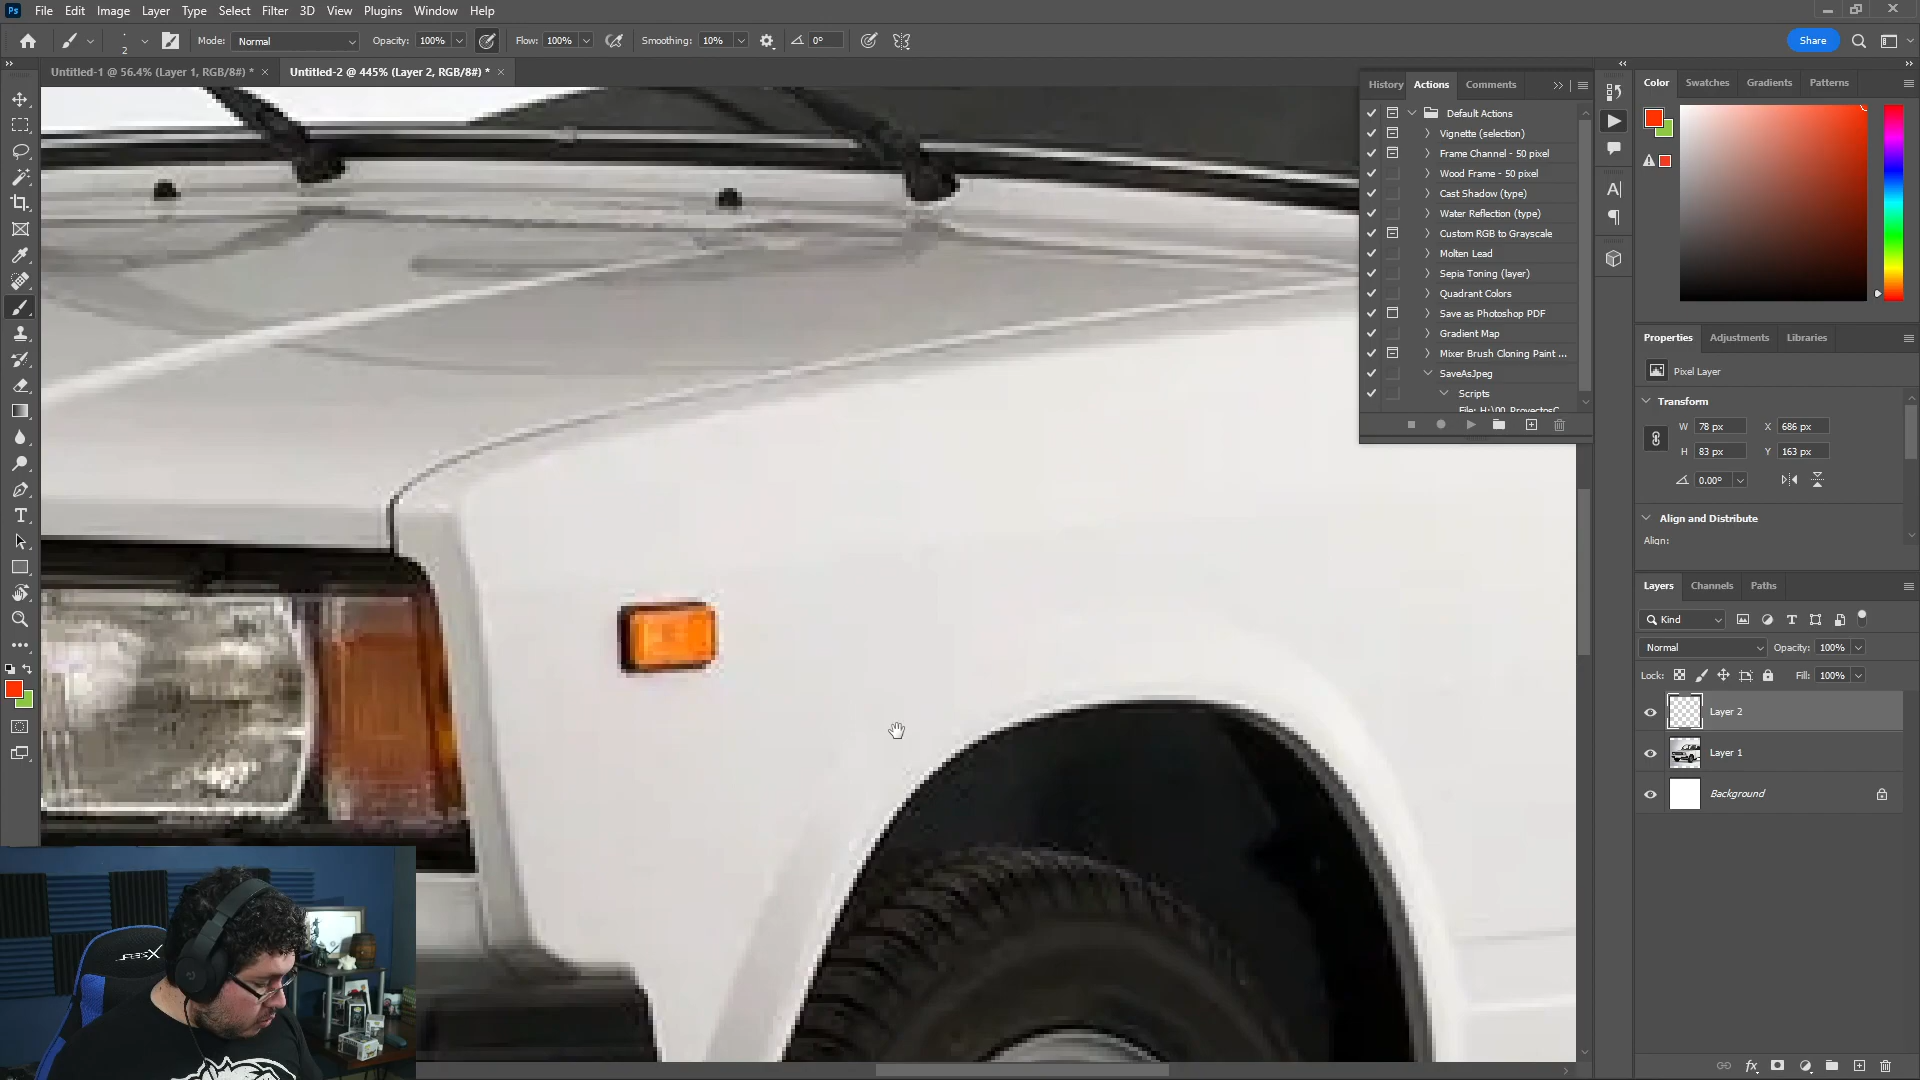 Ps File Edit Image Layer Type Select Filter 3D View Plugins Window Help
2 Mode: Normal Opacity: 100% Flow: 100% Smoothing: 10% 0° Share
Untitled-1 @ 56.4% (Layer 1, RGB/8#) * × Untitled-2 @ 445% (Layer 2, RGB/8#) * ×
History Actions Comments
Default Actions
Vignette (selection)
Frame Channel - 50 pixel
Wood Frame - 50 pixel
Cast Shadow (type)
Water Reflection (type)
Custom RGB to Grayscale
Molten Lead
Sepia Toning (layer)
Quadrant Colors
Save as Photoshop PDF
Gradient Map
Mixer Brush Cloning Paint ...
SaveAsJpeg
Scripts
Color Swatches Gradients Patterns
Properties Adjustments Libraries
Pixel Layer
Transform
W 78 px X 686 px
H 83 px Y 163 px
0.00°
Align and Distribute
Align:
Layers Channels Paths
Kind
Normal Opacity: 100%
Lock: Fill: 100%
Layer 2
Layer 1
Background